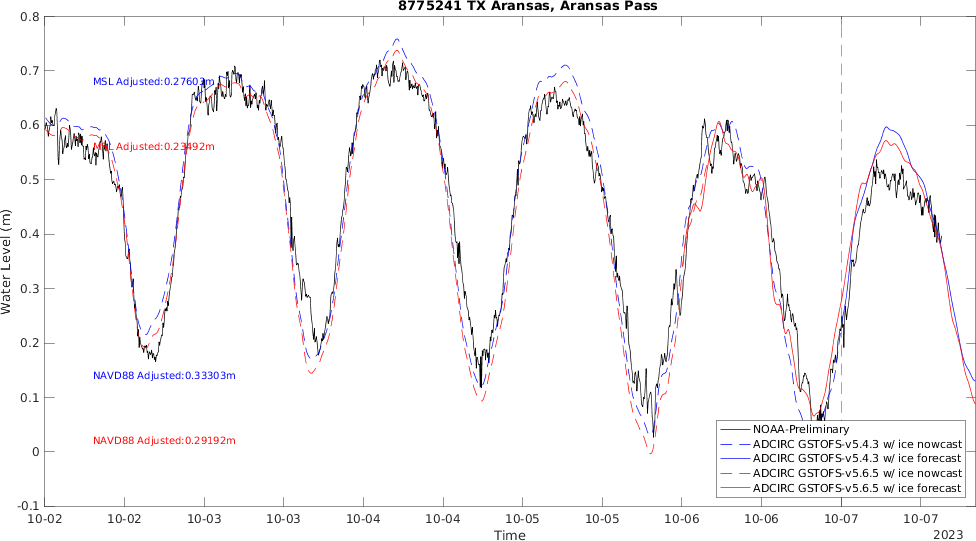 8775241 TX Aransas, Aransas Pass
0.8
0.7
0.6
0.5
0.4
0.3
0.2
0.1
0
-0.1
Water Level (m)
MSL Adjusted:0.27603m
MSL Adjusted:0.23492m
NAVD88 Adjusted:0.33303m
NAVD88 Adjusted:0.29192m
NOAA-Preliminary
ADCIRC GSTOFS-v5.4.3 w/ ice nowcast
ADCIRC GSTOFS-v5.4.3 w/ ice forecast
ADCIRC GSTOFS-v5.6.5 w/ ice nowcast
ADCIRC GSTOFS-v5.6.5 w/ ice forecast
10-02 10-02 10-03 10-03 10-04 10-04 10-05 10-05 10-06 10-06 10-07 10-07
Time
2023